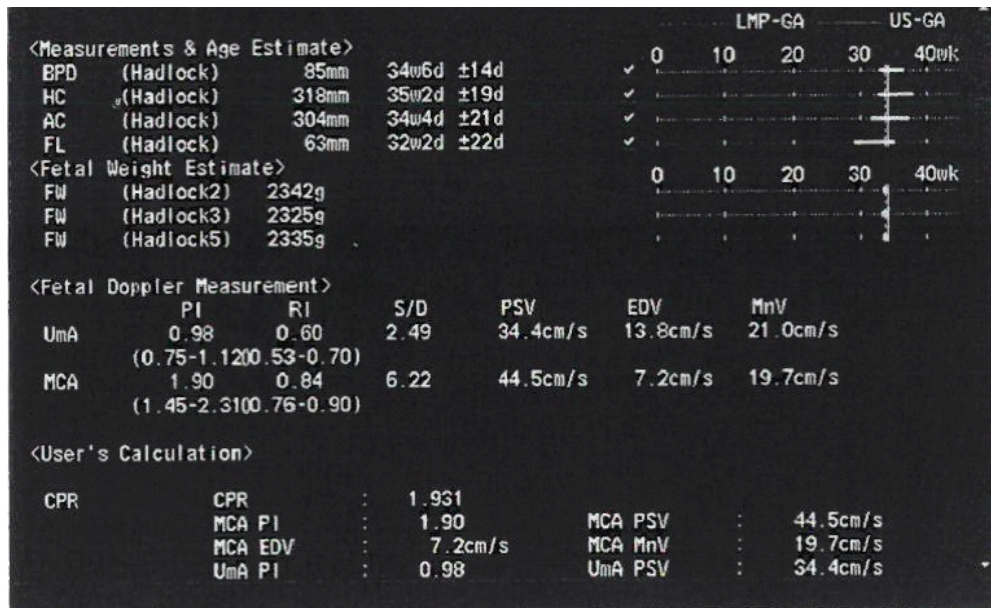 LMP-GA US-GA
<Measurements & Age Estimate> 0 10 20 30 40wk
BPD (Hadlock) 85mm 34w6d ±14d ✓
HC (Hadlock) 318mm 35w2d ±19d ✓
AC (Hadlock) 304mm 34w4d ±21d ✓
FL (Hadlock) 63mm 32w2d ±22d ✓
<Fetal Weight Estimate> 0 10 20 30 40wk
FW (Hadlock2) 2342g
FW (Hadlock3) 2325g
FW (Hadlock5) 2335g
<Fetal Doppler Measurement>
PI RI S/D PSV EDV MnV
UmA 0.98 0.60 2.49 34.4cm/s 13.8cm/s 21.0cm/s
(0.75-1.1200.53-0.70)
MCA 1.90 0.84 6.22 44.5cm/s 7.2cm/s 19.7cm/s
(1.45-2.3100.76-0.90)
<User's Calculation>
CPR CPR : 1.931
MCA PI : 1.90 MCA PSV : 44.5cm/s
MCA EDV : 7.2cm/s MCA MnV : 19.7cm/s
UmA PI : 0.98 UmA PSV : 34.4cm/s